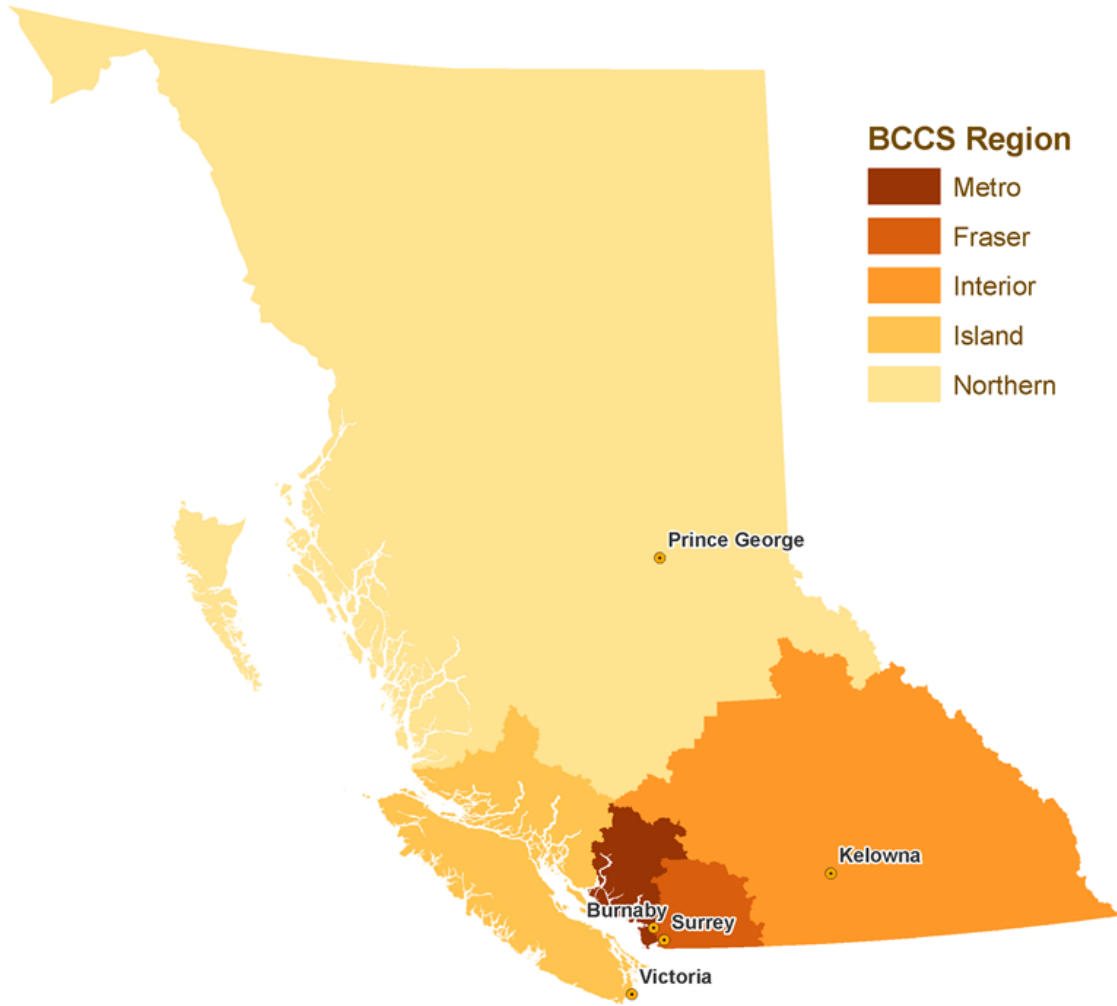 BCCS Region
Metro
Fraser
Interior
Island
Northern
Prince George
Kelowna
Burnaby
Surrey
Victoria